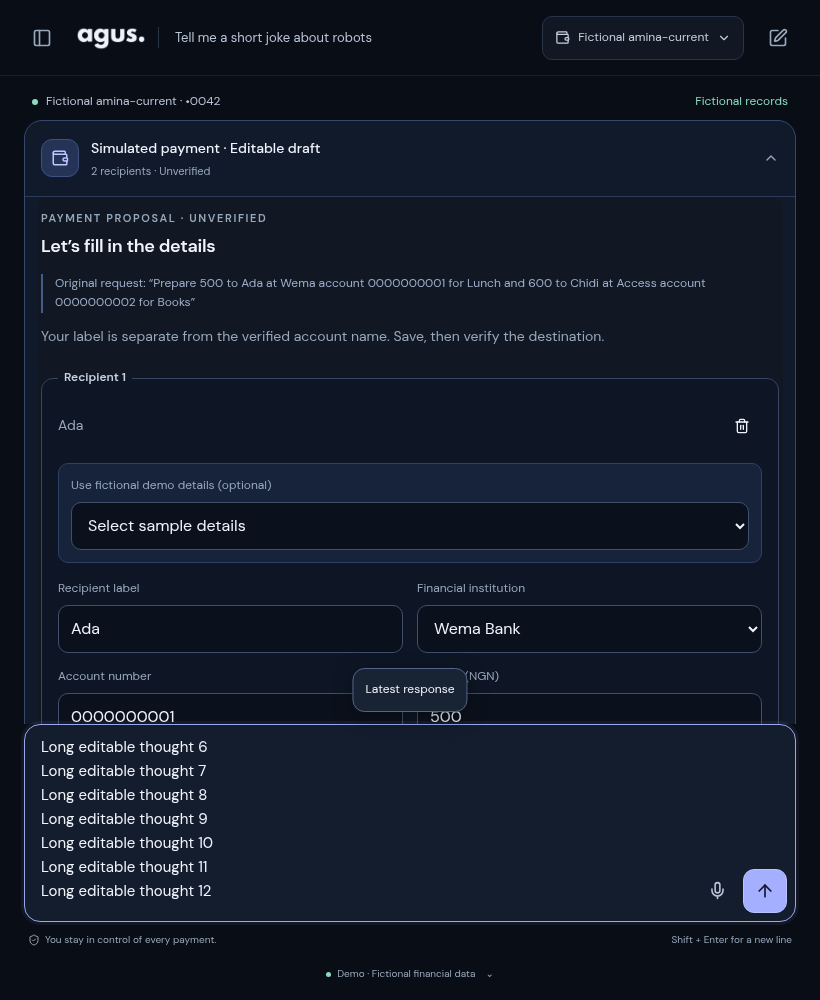 agus.
Tell me a short joke about robots
Fictional amina-current
Fictional amina-current · •0042
Fictional records
Simulated payment · Editable draft
2 recipients · Unverified
PAYMENT PROPOSAL · UNVERIFIED
Let’s fill in the details
Original request: “Prepare 500 to Ada at Wema account 0000000001 for Lunch and 600 to Chidi at Access account
0000000002 for Books”
Your label is separate from the verified account name. Save, then verify the destination.
Recipient 1
Ada
Use fictional demo details (optional)
Select sample details
Recipient label
Financial institution
Ada
Wema Bank
Account number
(NGN)
Latest response
0000000001
500
Long editable thought 6
Long editable thought 7
Long editable thought 8
Long editable thought 9
Long editable thought 10
Long editable thought 11
Long editable thought 12
You stay in control of every payment.
Shift + Enter for a new line
Demo · Fictional financial data